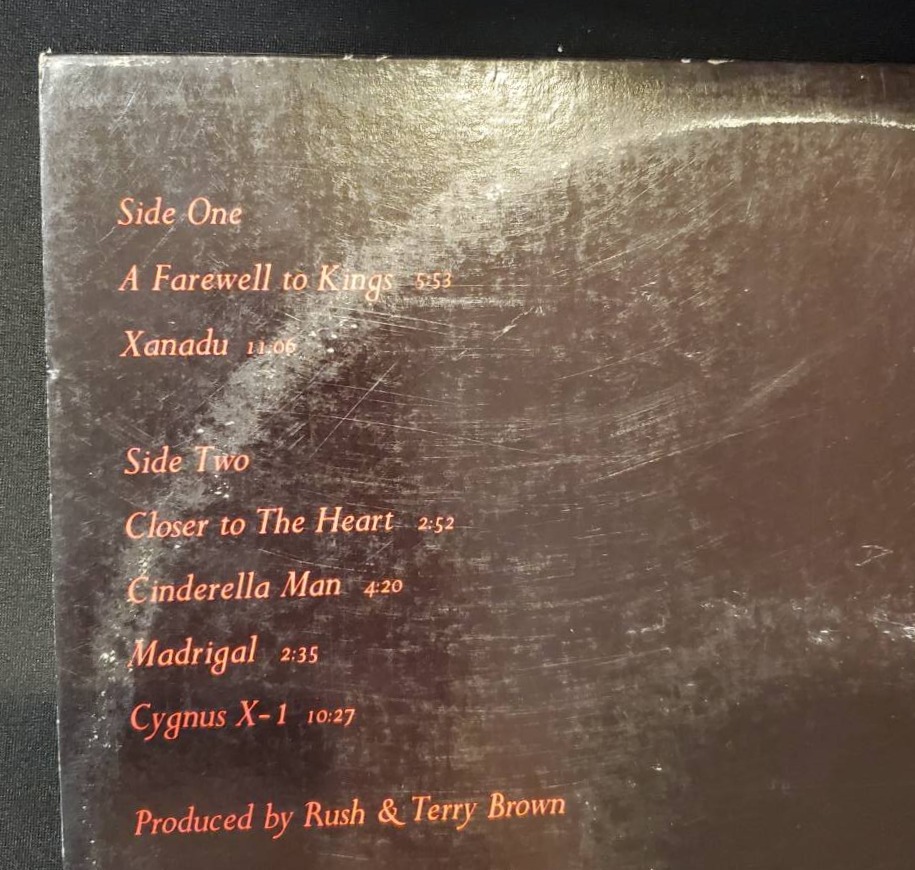 Side One
A Farewell to Kings 5:53
Xanadu 11:06
Side Two
Closer to The Heart 2:52
Cinderella Man 4:20
Madrigal 2:35
Cygnus X-1 10:27
Produced by Rush & Terry Brown